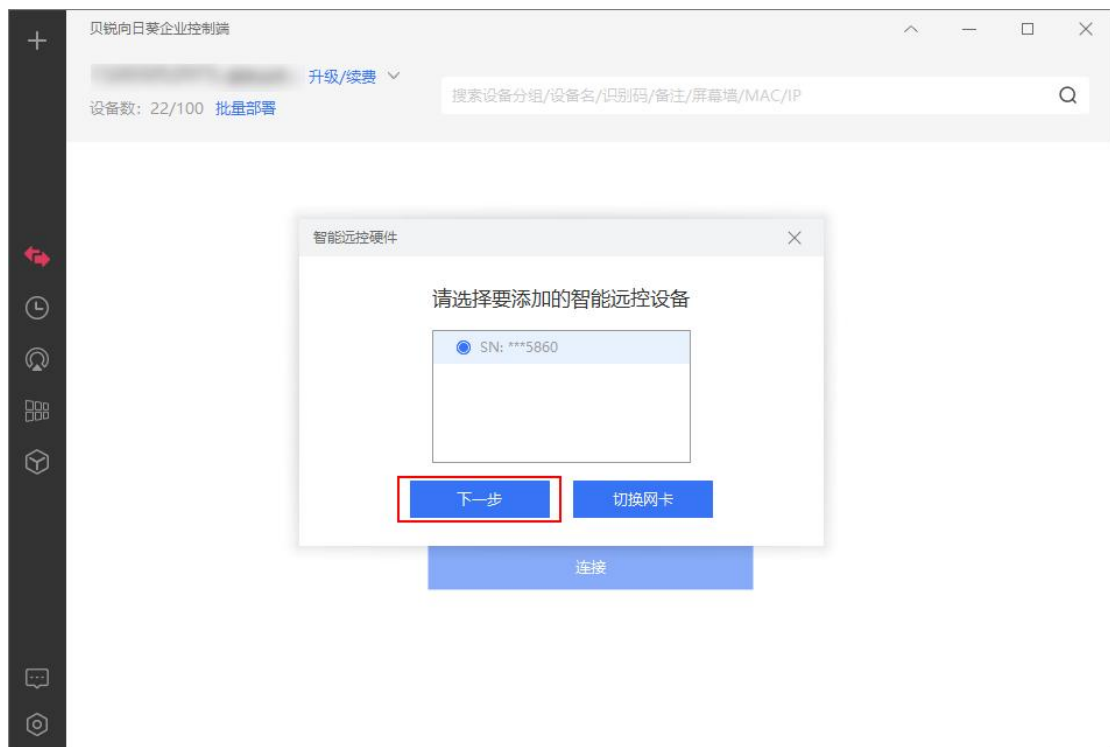 贝锐向日葵企业控制端
升级/续费
设备数：22/100 批量部署
搜索设备分组/设备名/识别码/备注/屏幕墙/MAC/IP
智能远控硬件
请选择要添加的智能远控设备
SN: ***5860
下一步
切换网卡
连接